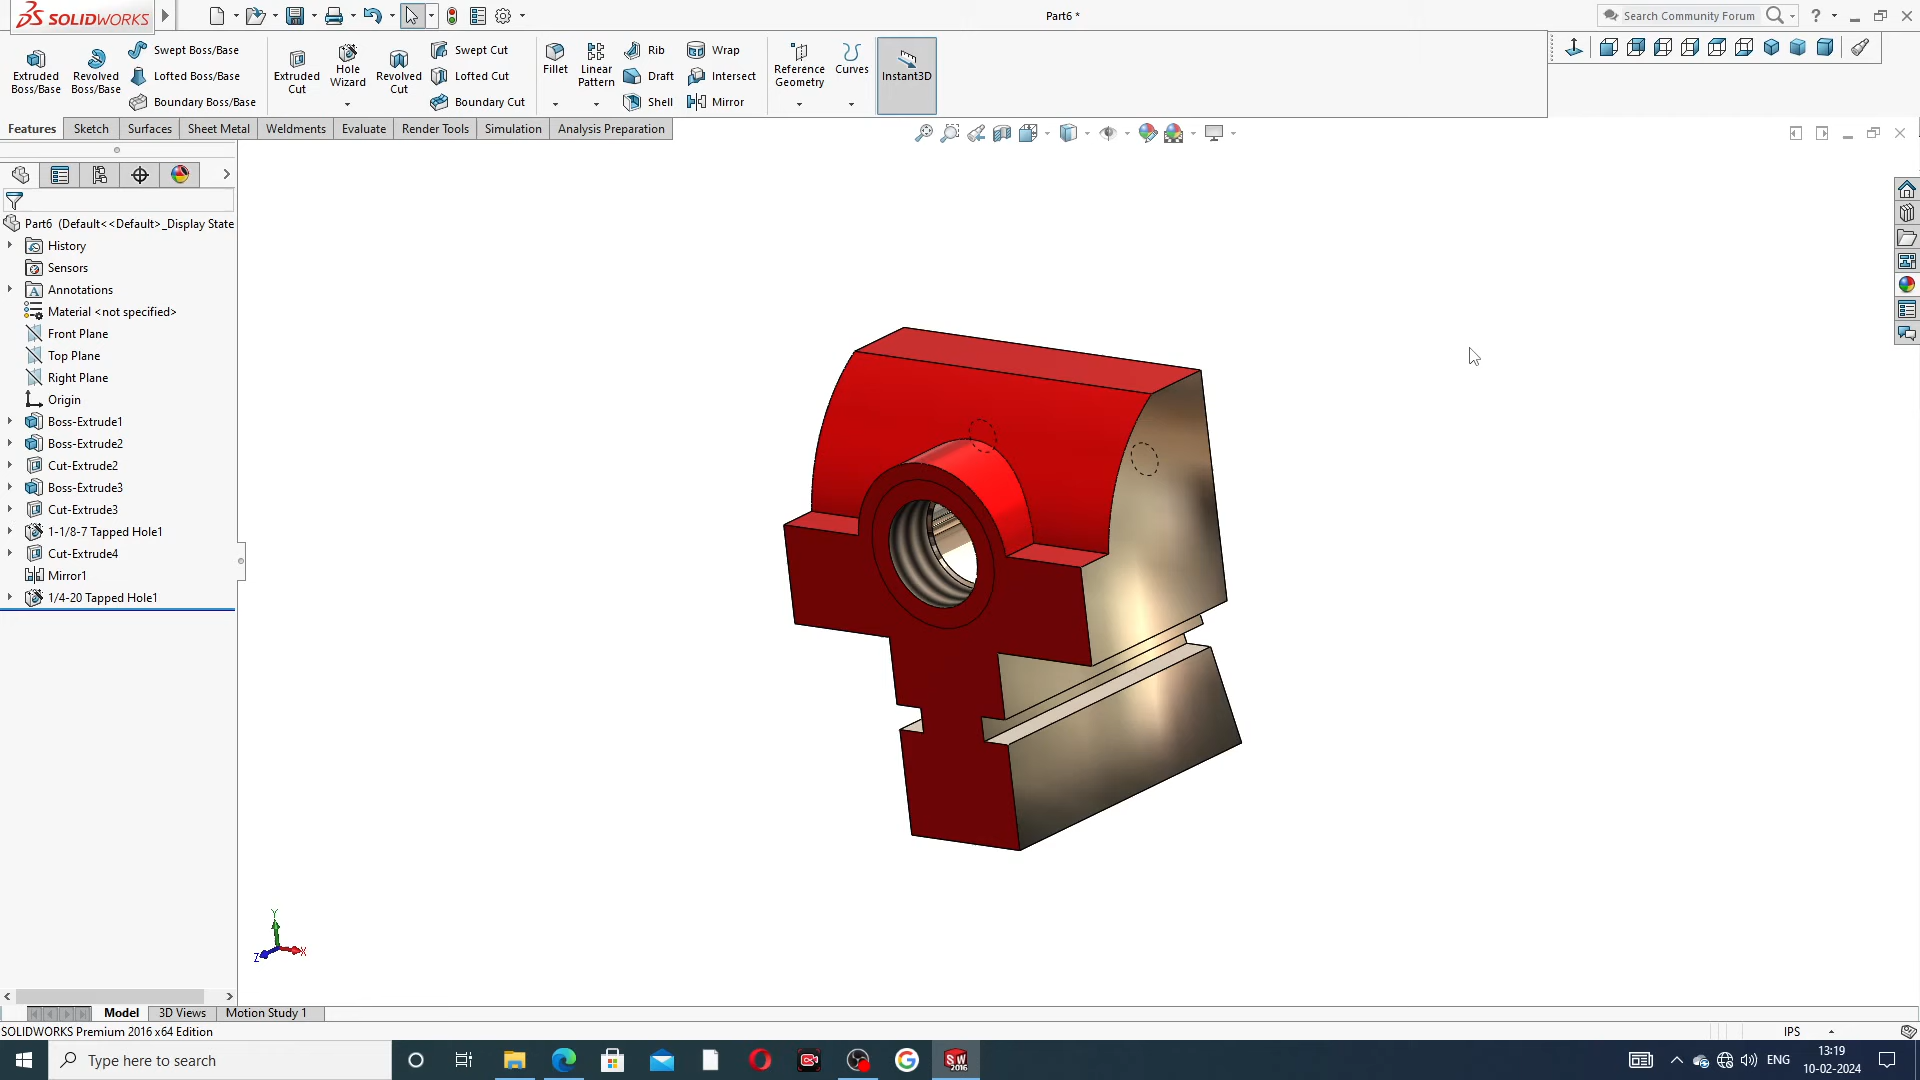 SOLIDWORKS
Part6 *
Search Community Forum
Extruded Boss/Base
Revolved Boss/Base
Swept Boss/Base
Lofted Boss/Base
Boundary Boss/Base
Extruded Cut
Hole Wizard
Revolved Cut
Swept Cut
Lofted Cut
Boundary Cut
Fillet
Linear Pattern
Rib
Draft
Shell
Wrap
Intersect
Mirror
Reference Geometry
Curves
Instant3D
Features
Sketch
Surfaces
Sheet Metal
Weldments
Evaluate
Render Tools
Simulation
Analysis Preparation
Part6 (Default<<Default>_Display State
History
Sensors
Annotations
Material <not specified>
Front Plane
Top Plane
Right Plane
Origin
Boss-Extrude1
Boss-Extrude2
Cut-Extrude2
Boss-Extrude3
Cut-Extrude3
1-1/8-7 Tapped Hole1
Cut-Extrude4
Mirror1
1/4-20 Tapped Hole1
Y
X
Z
Model
3D Views
Motion Study 1
SOLIDWORKS Premium 2016 x64 Edition
IPS
Type here to search
SW
2016
ENG
13:19
10-02-2024